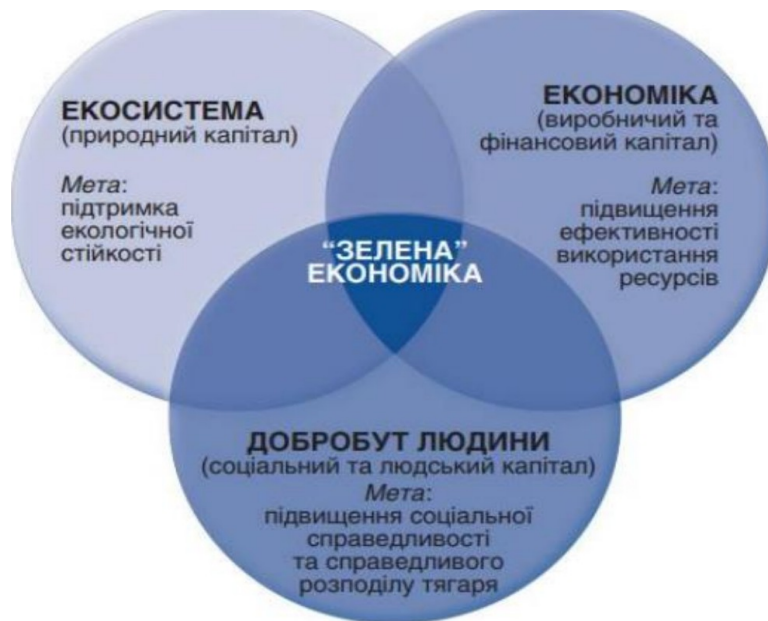 ЕКОСИСТЕМА
(природний капітал)
Мета:
підтримка
екологічної
стійкості
ЕКОНОМІКА
(виробничий та
фінансовий капітал)
Мета:
підвищення
ефективності
використання
ресурсів
“ЗЕЛЕНА”
ЕКОНОМІКА
ДОБРОБУТ ЛЮДИНИ
(соціальний та людський капітал)
Мета:
підвищення соціальної
справедливості
та справедливого
розподілу тягаря